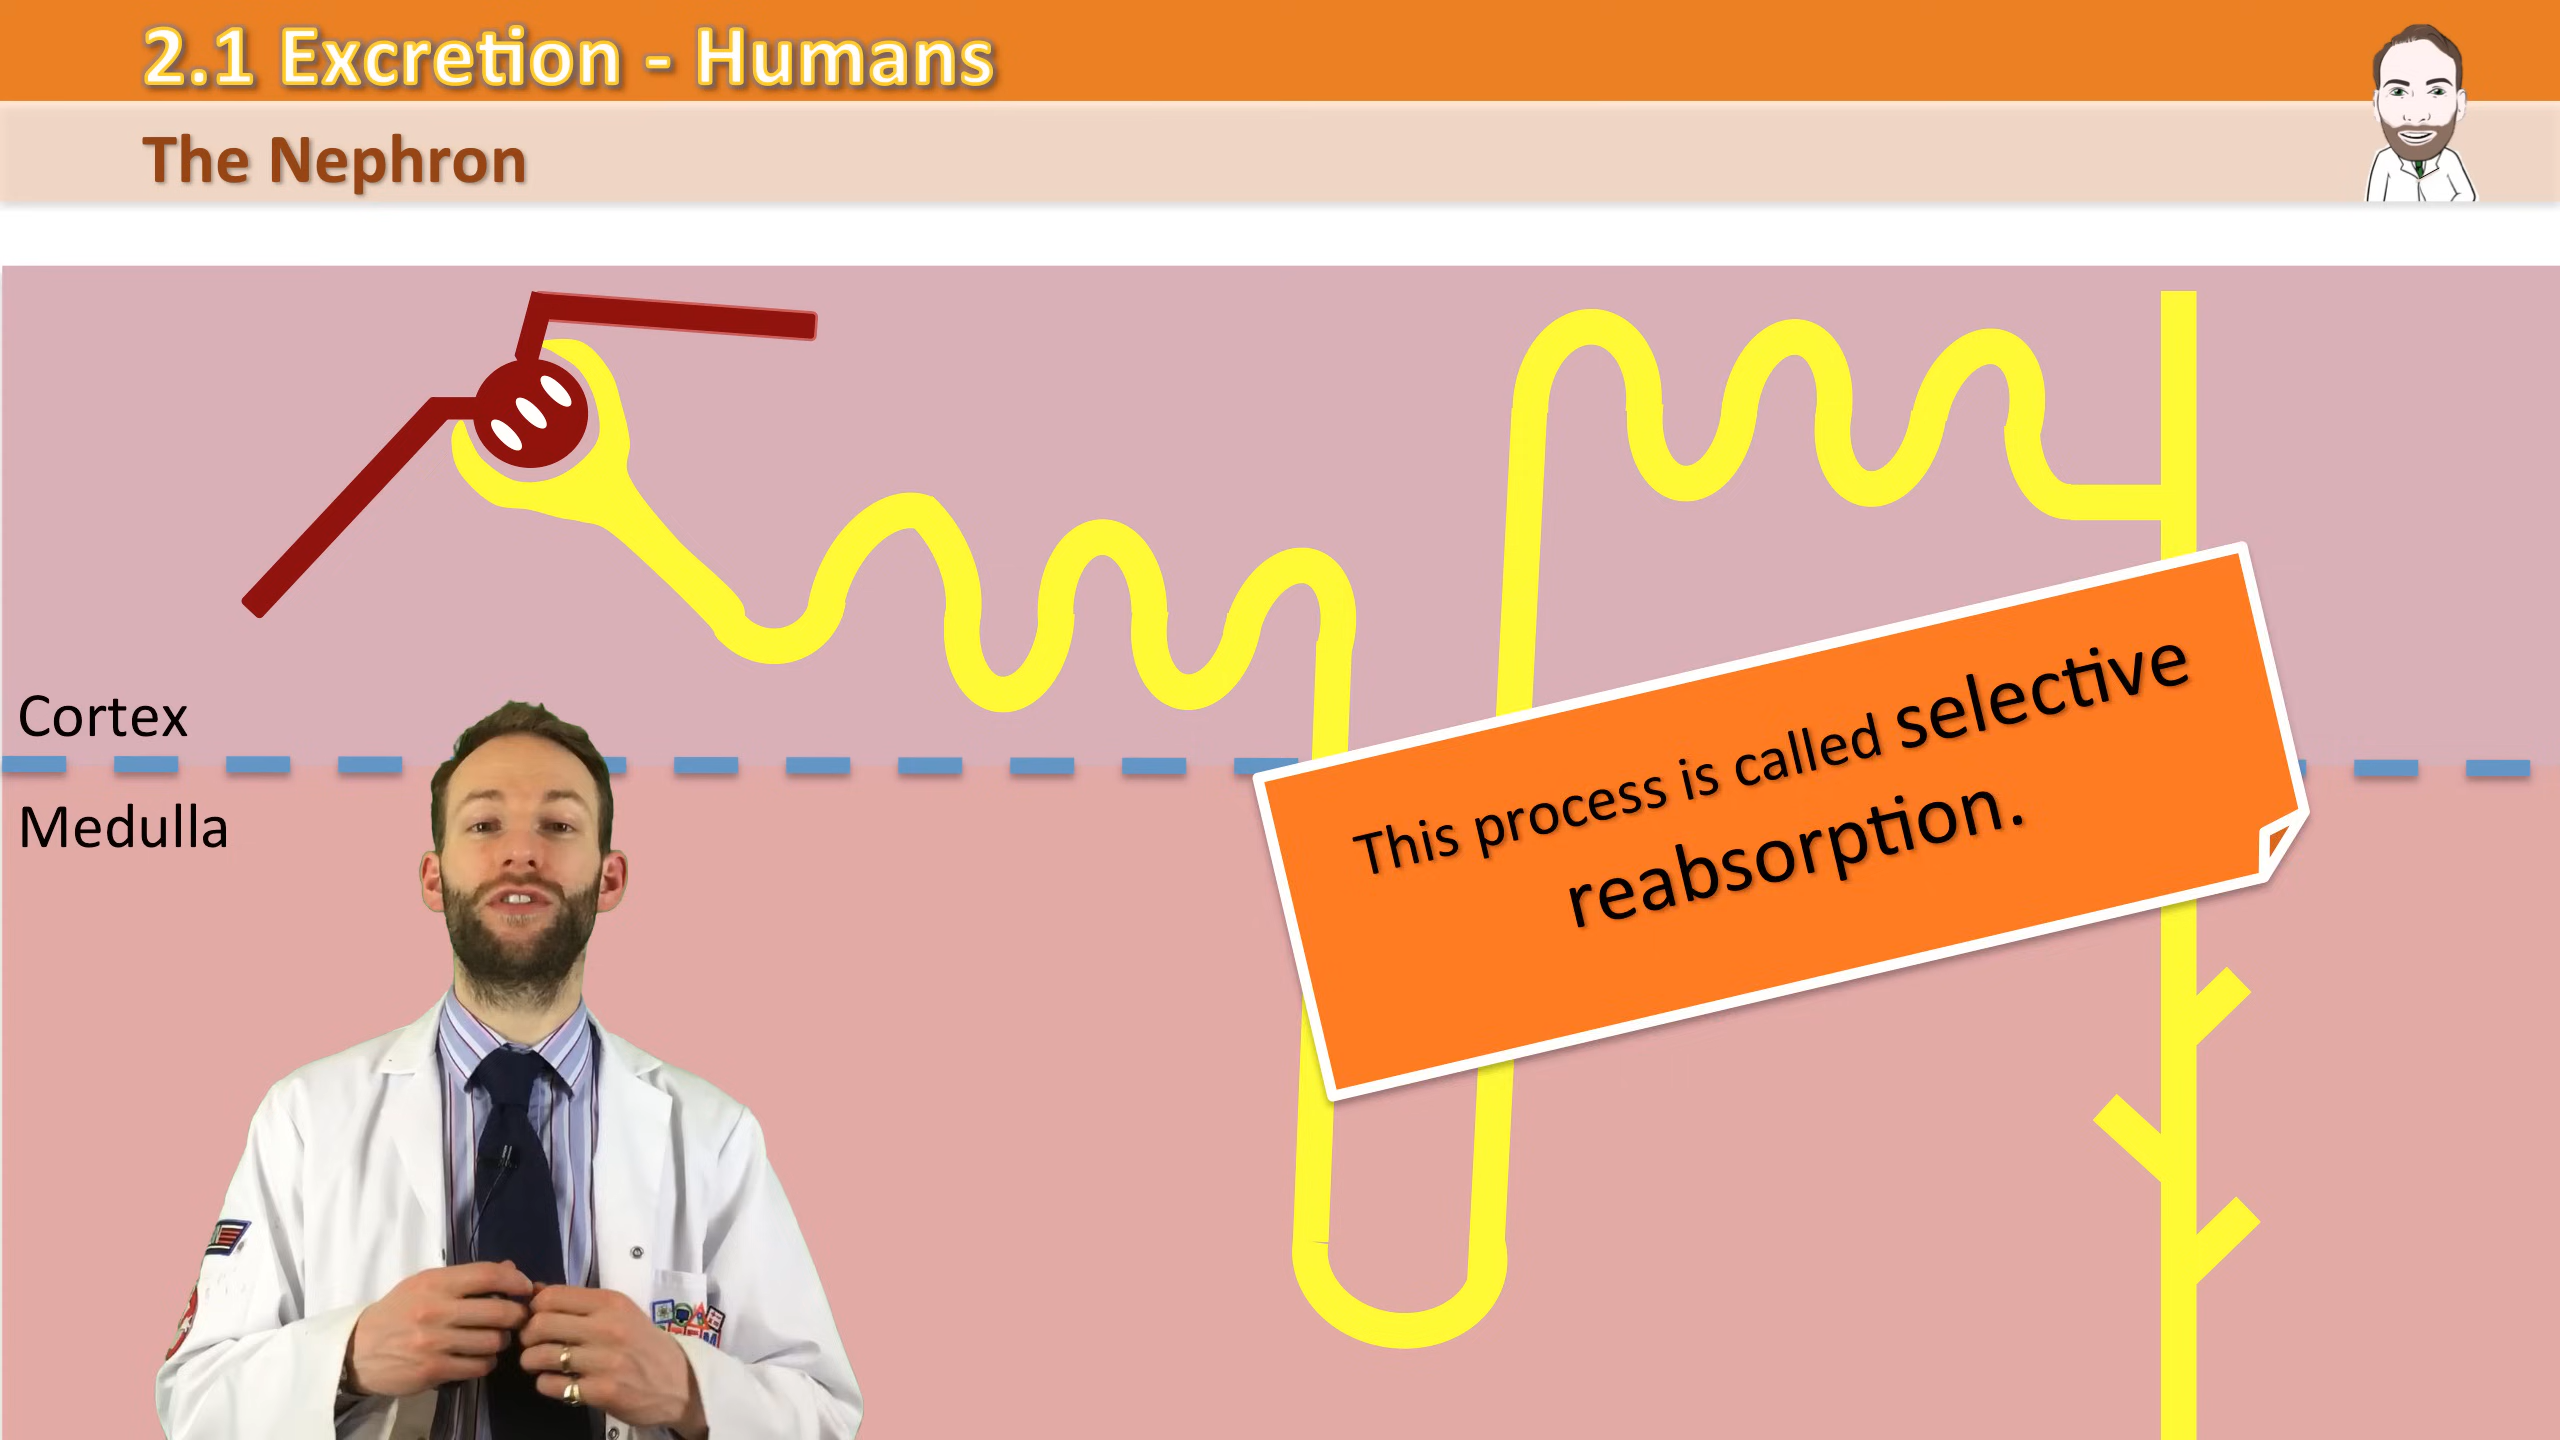 2.1 Excretion - Humans
The Nephron
Cortex
Medulla
This process is called selective
reabsorption.